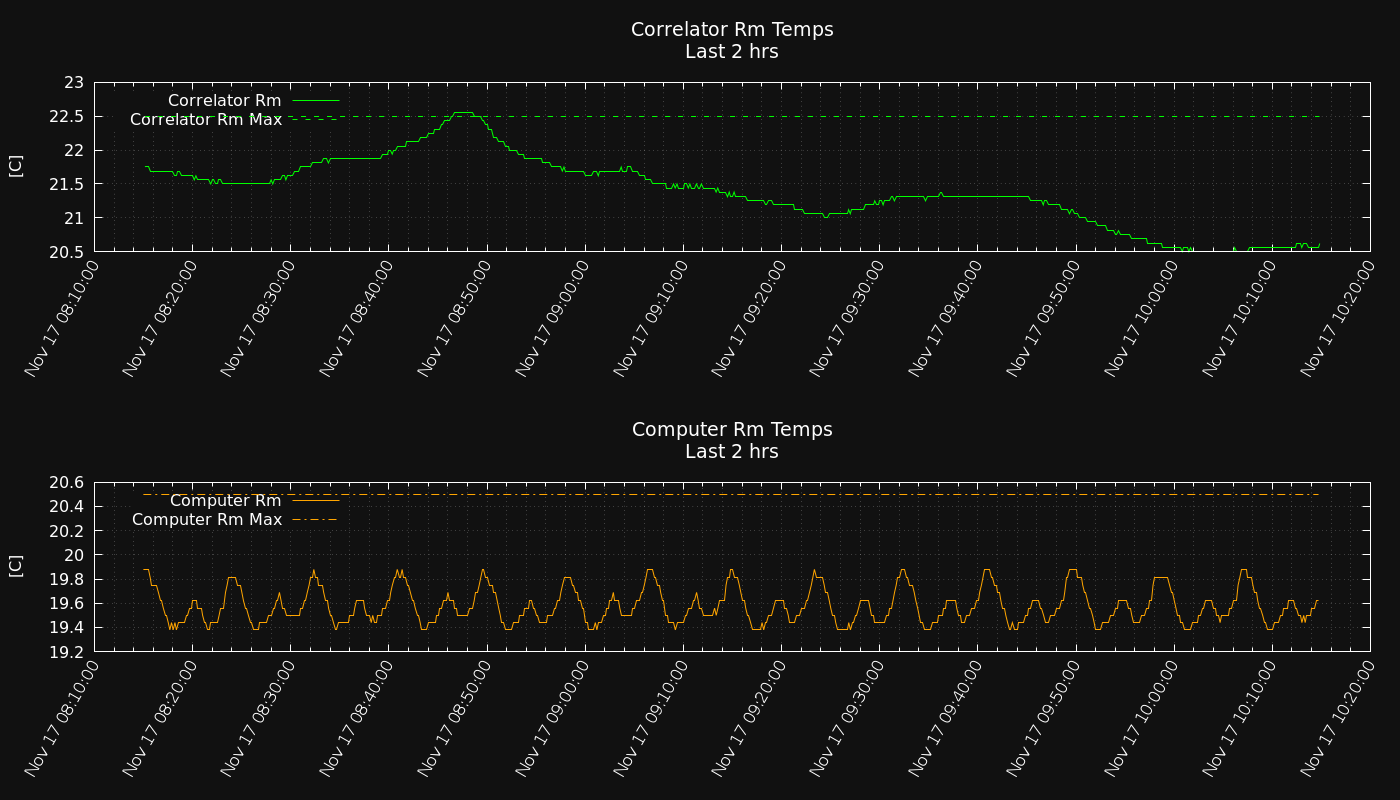 Correlator Rm Temps
Last 2 hrs
23
22.5
22
21.5
21
20.5
[C]
Correlator Rm
Correlator Rm Max
Nov 17 08:10:00
Nov 17 08:20:00
Nov 17 08:30:00
Nov 17 08:40:00
Nov 17 08:50:00
Nov 17 09:00:00
Nov 17 09:10:00
Nov 17 09:20:00
Nov 17 09:30:00
Nov 17 09:40:00
Nov 17 09:50:00
Nov 17 10:00:00
Nov 17 10:10:00
Nov 17 10:20:00
Computer Rm Temps
Last 2 hrs
20.6
20.4
20.2
20
19.8
19.6
19.4
19.2
[C]
Computer Rm
Computer Rm Max
Nov 17 08:10:00
Nov 17 08:20:00
Nov 17 08:30:00
Nov 17 08:40:00
Nov 17 08:50:00
Nov 17 09:00:00
Nov 17 09:10:00
Nov 17 09:20:00
Nov 17 09:30:00
Nov 17 09:40:00
Nov 17 09:50:00
Nov 17 10:00:00
Nov 17 10:10:00
Nov 17 10:20:00